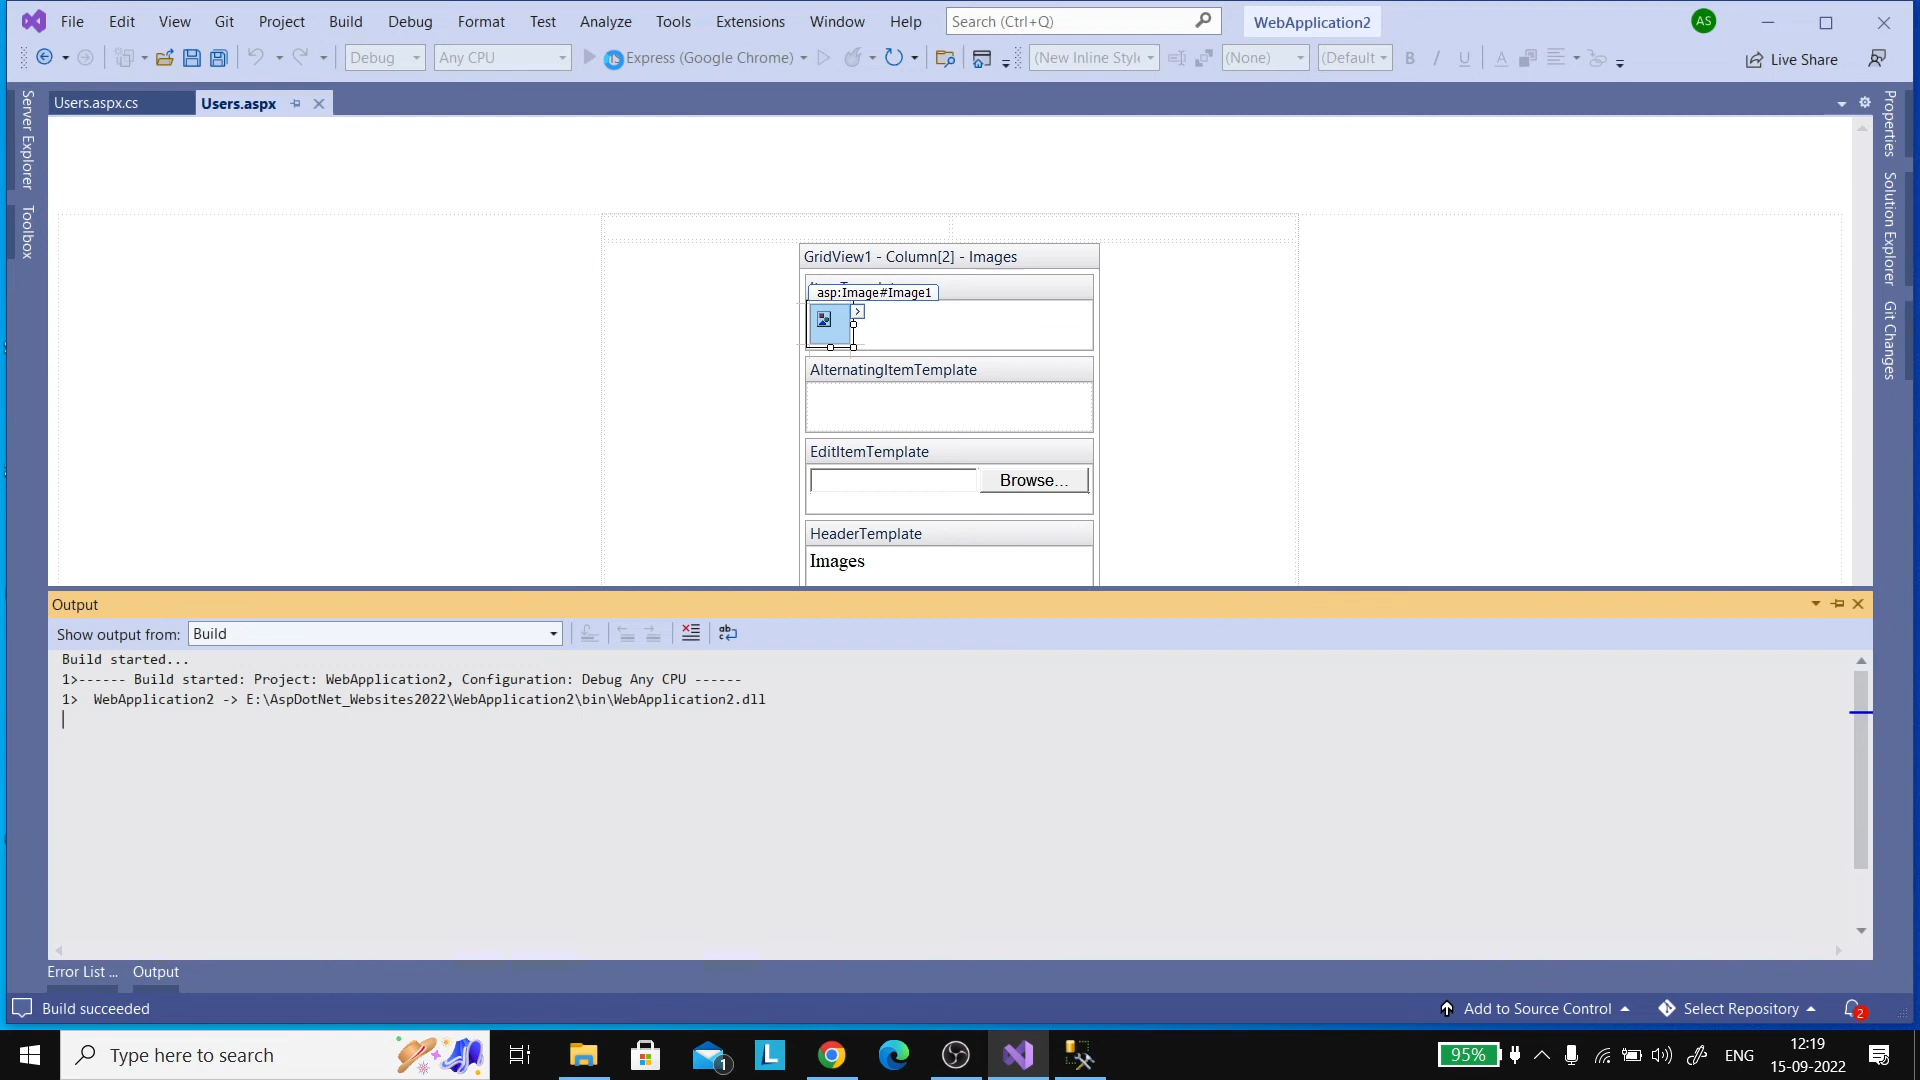 File Edit View Git Project Build Debug Format Test Analyze Tools Extensions Window Help Search (Ctrl+Q) WebApplication2 AS
Debug Any CPU Express (Google Chrome) (New Inline Style (None) (Default B I U A Live Share
Users.aspx.cs Users.aspx
Server Explorer
Toolbox
Properties
Solution Explorer
Git Changes
GridView1 - Column[2] - Images
asp:Image#Image1
AlternatingItemTemplate
EditItemTemplate
Browse...
HeaderTemplate
Images
Output
Show output from: Build
Build started...
1>------ Build started: Project: WebApplication2, Configuration: Debug Any CPU ------
1>  WebApplication2 -> E:\AspDotNet_Websites2022\WebApplication2\bin\WebApplication2.dll
Error List ... Output
Build succeeded Add to Source Control Select Repository 2
Type here to search 1 L 95% ENG 12:19
15-09-2022